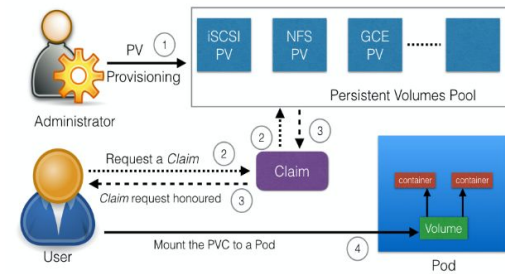 PV
1
Provisioning
Administrator
iSCSI
PV
NFS
PV
GCE
PV
Persistent Volumes Pool
2
3
Request a Claim
2
Claim
Claim request honoured
3
User
Mount the PVC to a Pod
4
container
container
Volume
Pod